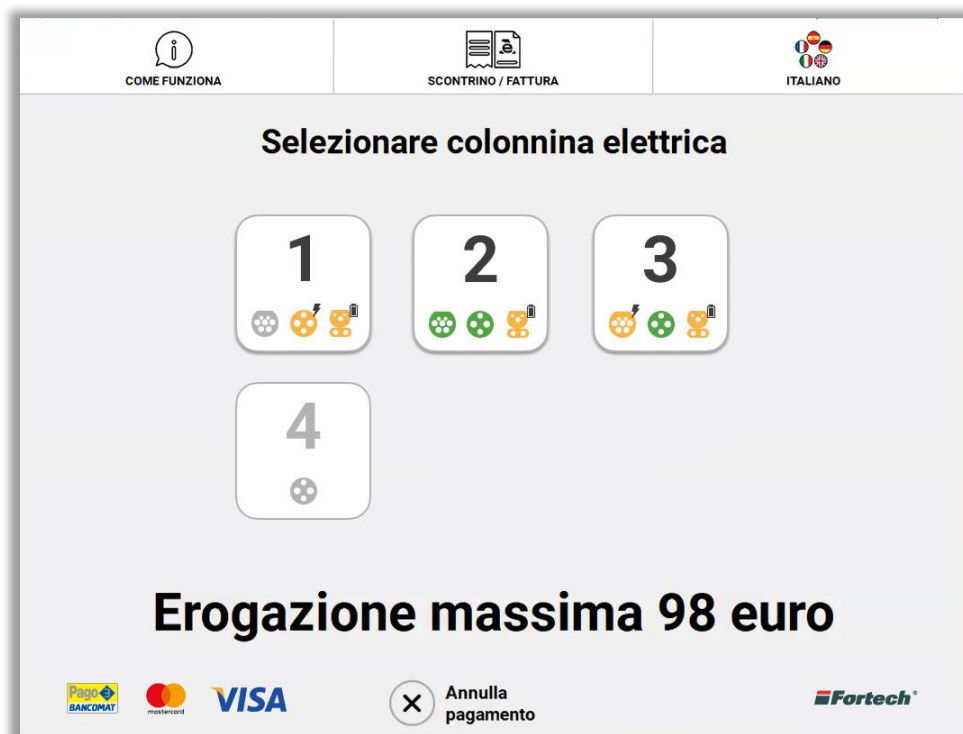 COME FUNZIONA
SCONTRINO / FATTURA
ITALIANO
Selezionare colonnina elettrica
1
2
3
4
Erogazione massima 98 euro
Pago
BANCOMAT
mastercard
VISA
Annulla
pagamento
Fortech®